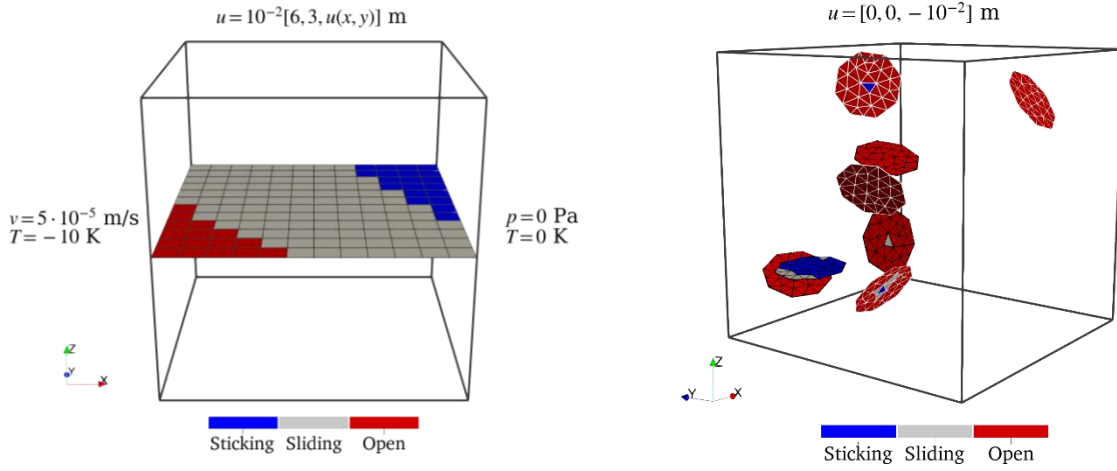 u = 10⁻²[6, 3, u(x, y)] m
v = 5 · 10⁻⁵ m/s
T = − 10 K
p = 0 Pa
T = 0 K
Z
Y
X
Sticking Sliding Open
u = [0, 0, − 10⁻²] m
Z
Y
X
Sticking Sliding Open